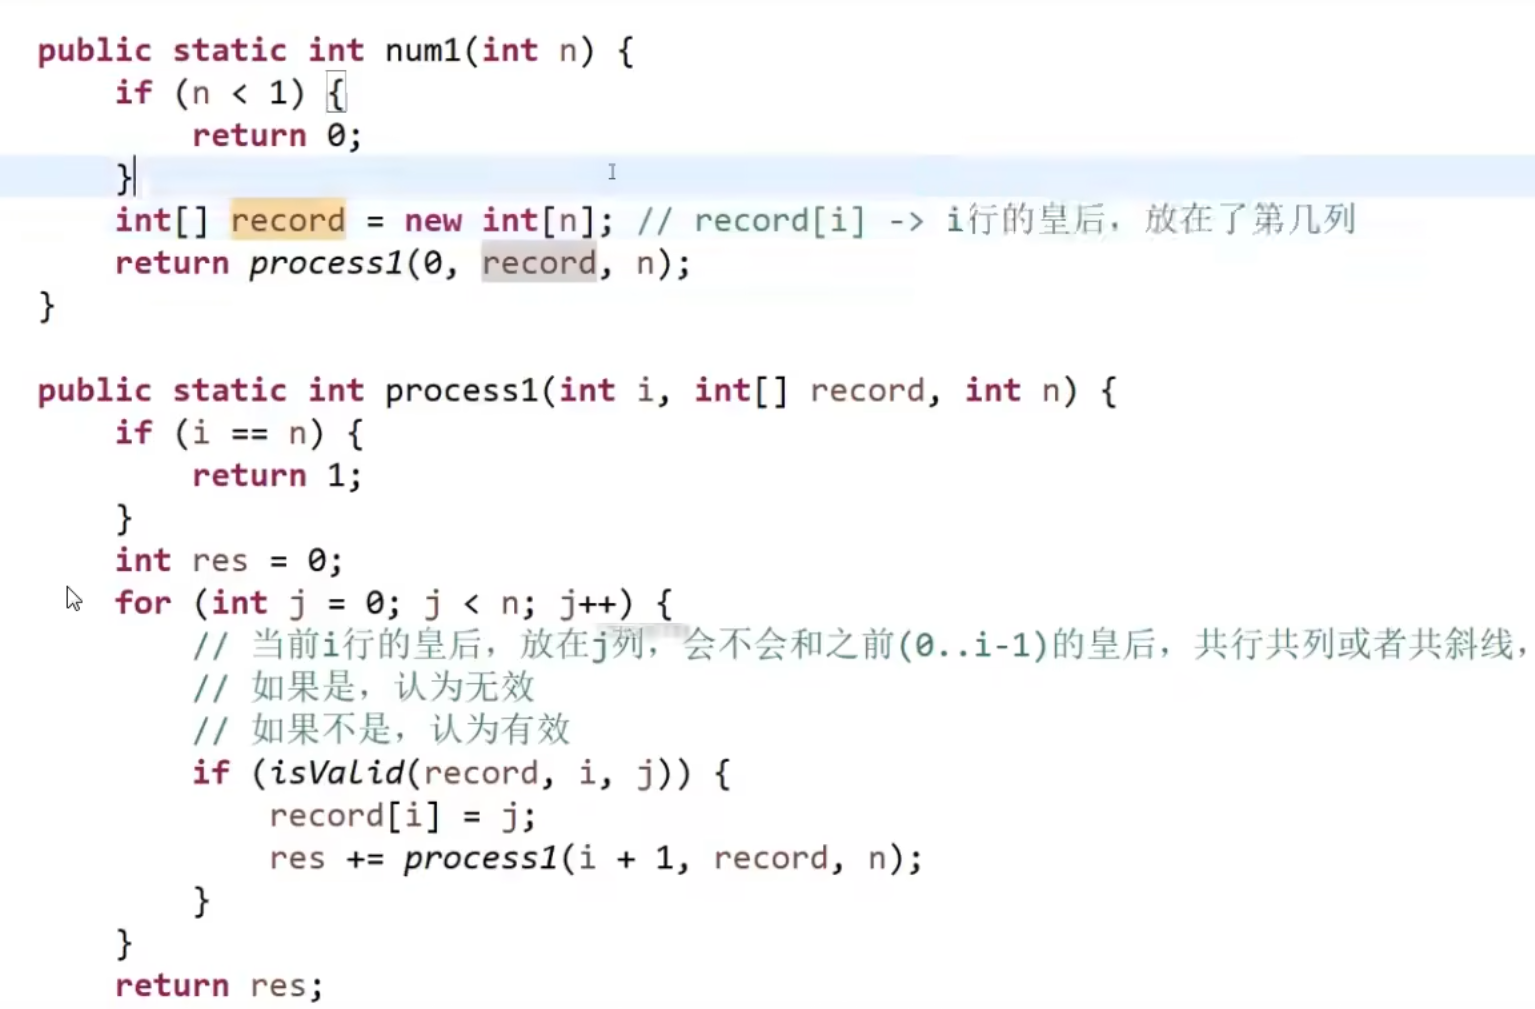 public static int num1(int n) {
    if (n < 1) {
        return 0;
    }
    int[] record = new int[n]; // record[i] -> i行的皇后，放在了第几列
    return process1(0, record, n);
}
public static int process1(int i, int[] record, int n) {
    if (i == n) {
        return 1;
    }
    int res = 0;
    for (int j = 0; j < n; j++) {
        // 当前i行的皇后，放在j列，会不会和之前(0..i-1)的皇后，共行共列或者共斜线，
        // 如果是，认为无效
        // 如果不是，认为有效
        if (isValid(record, i, j)) {
            record[i] = j;
            res += process1(i + 1, record, n);
        }
    }
    return res;